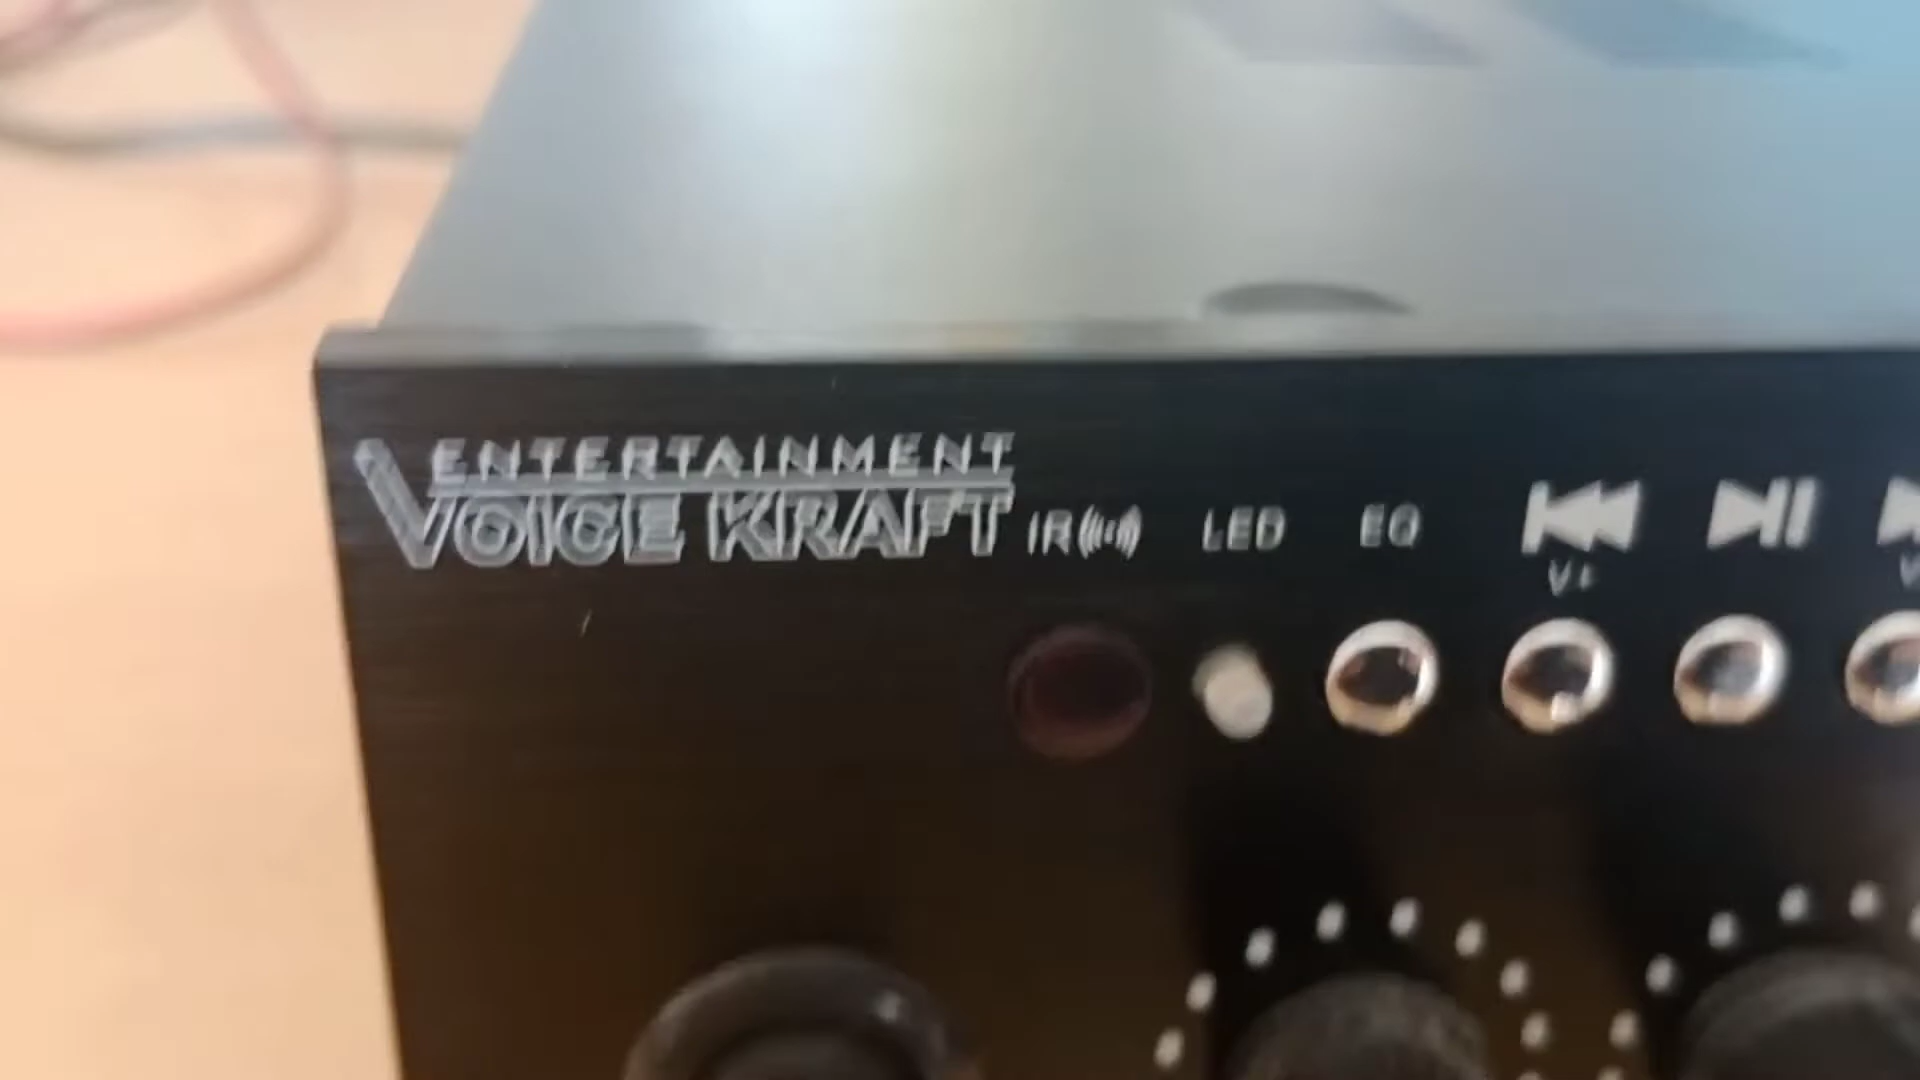 ENTERTAINMENT
VOICE KRAFT
IR LED EQ
V+